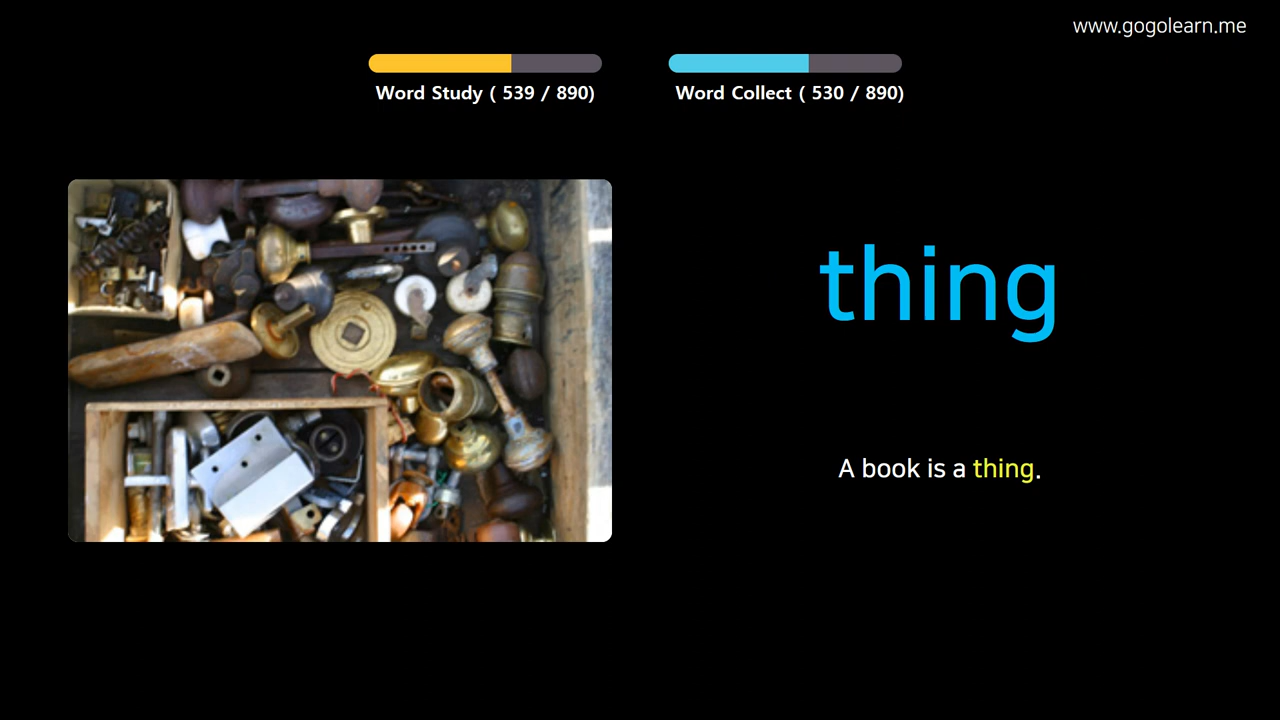 www.gogolearn.me
Word Study ( 539 / 890)
Word Collect ( 530 / 890)
thing
A book is a thing.